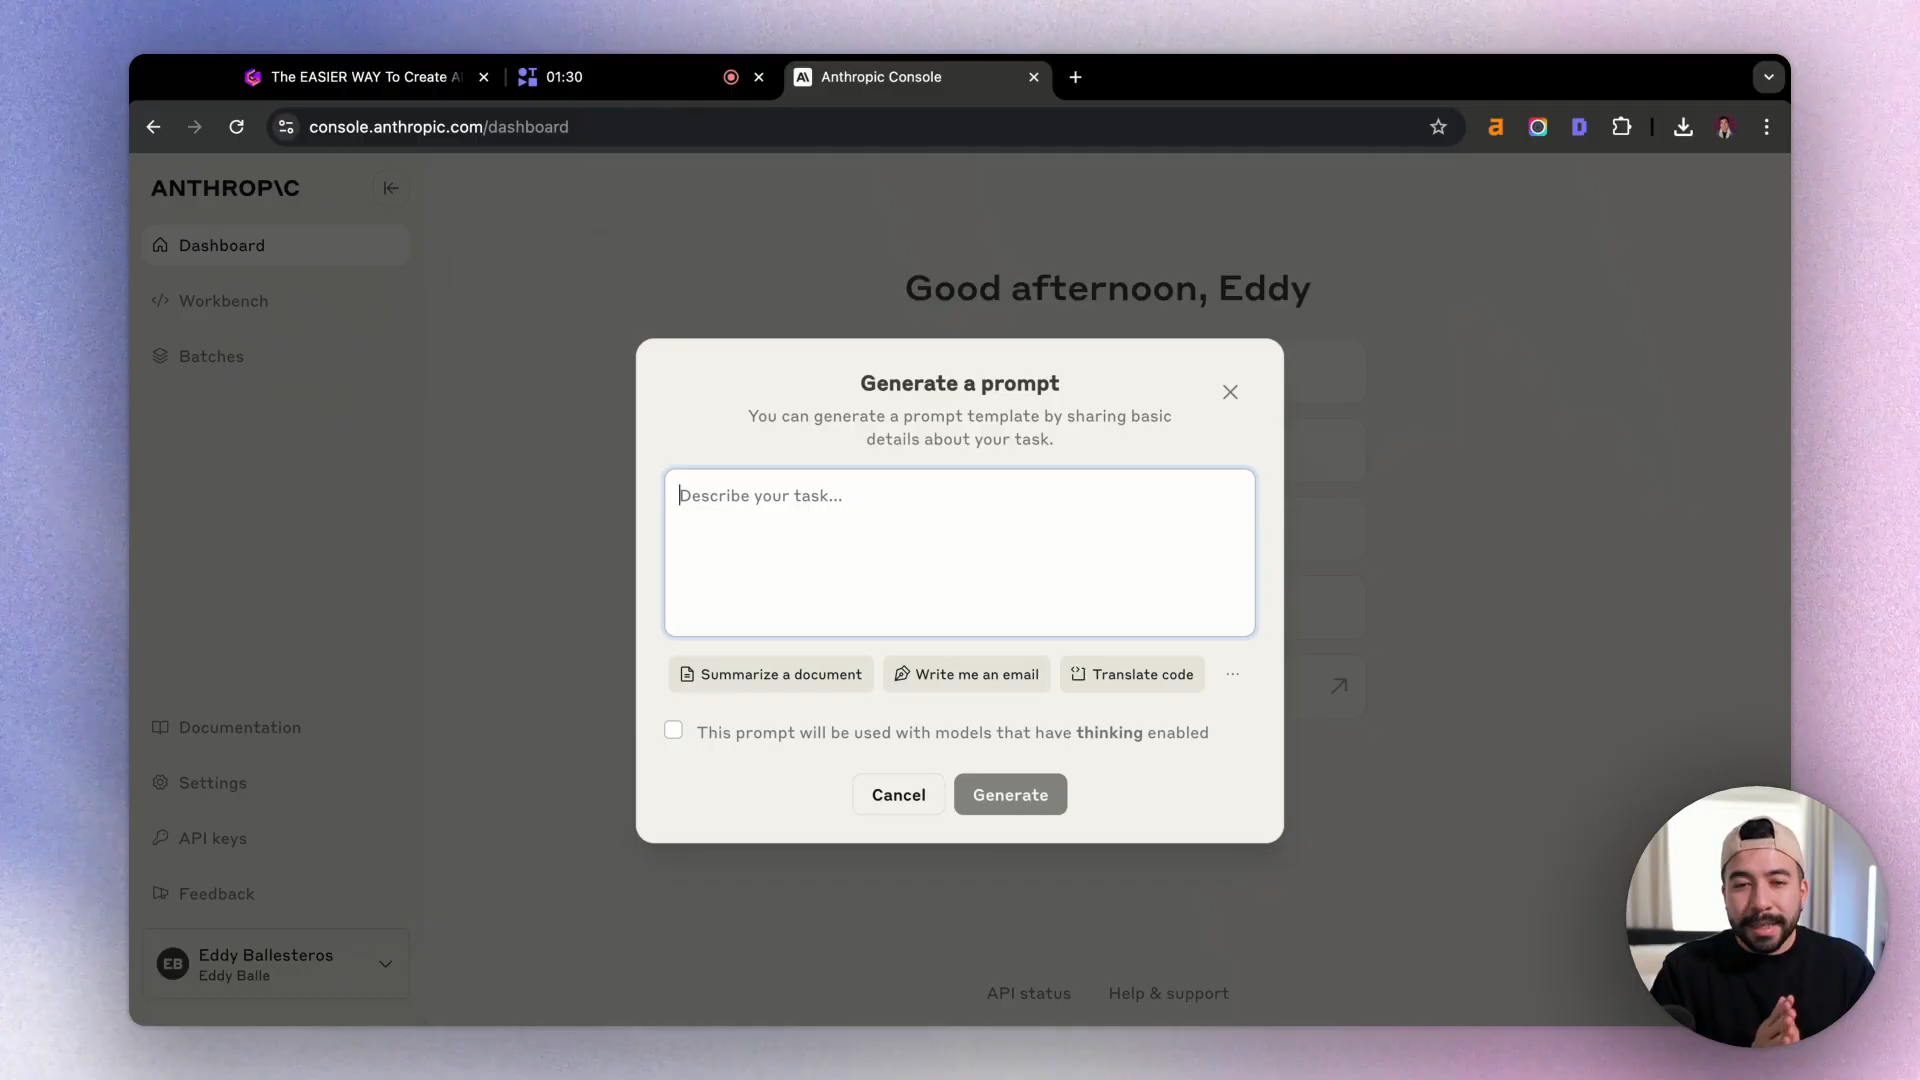 The EASIER WAY To Create A
01:30
Anthropic Console
console.anthropic.com/dashboard
ANTHROP\C
Dashboard
Workbench
Batches
Good afternoon, Eddy
Generate a prompt
You can generate a prompt template by sharing basic
details about your task.
Describe your task...
Summarize a document
Write me an email
Translate code
This prompt will be used with models that have thinking enabled
Cancel
Generate
Documentation
Settings
API keys
Feedback
EB
Eddy Ballesteros
Eddy Balle
API status
Help & support